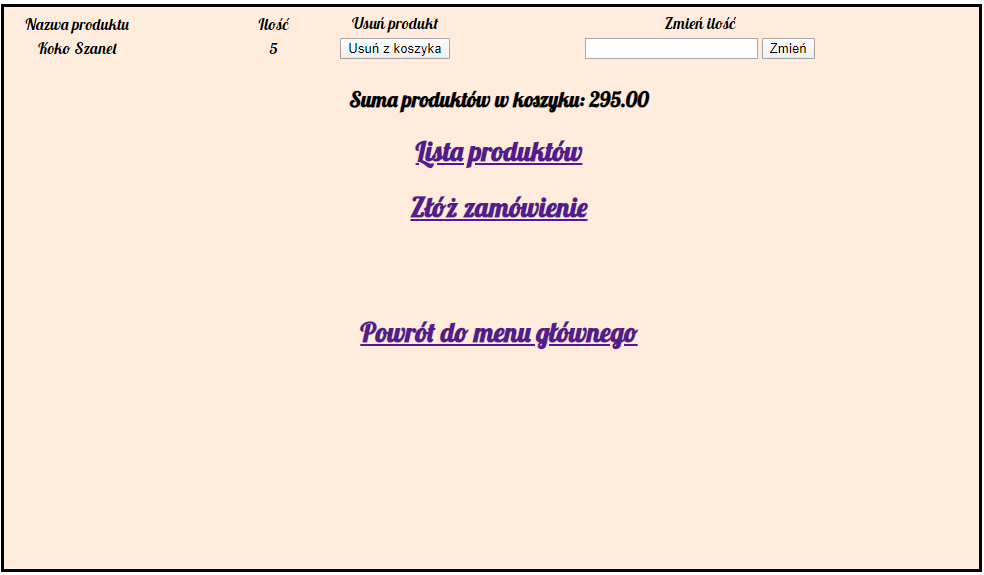 Nazwa produktu Ilość Usuń produkt Zmień ilość
Koko Szanel 5 Usuń z koszyka Zmień
Suma produktów w koszyku: 295.00
Lista produktów
Złóż zamówienie
Powrót do menu głównego